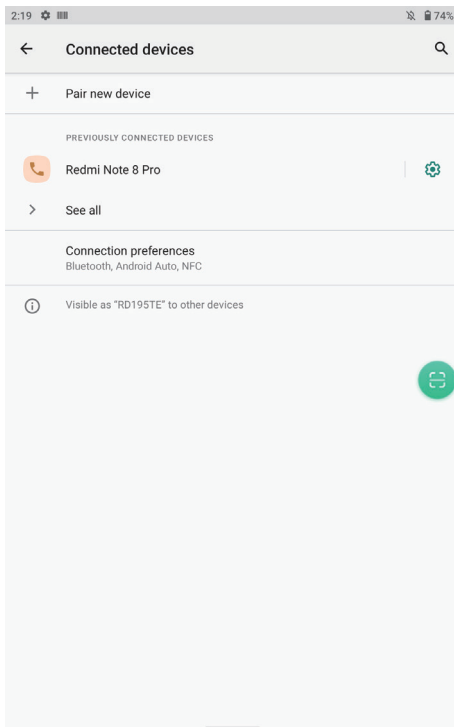 2:19 74%
Connected devices
Pair new device
PREVIOUSLY CONNECTED DEVICES
Redmi Note 8 Pro
See all
Connection preferences
Bluetooth, Android Auto, NFC
Visible as “RD195TE” to other devices